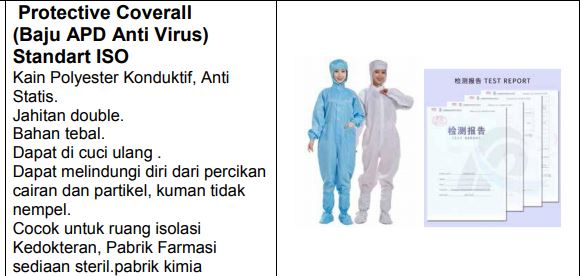 Protective Coverall
(Baju APD Anti Virus)
Standart ISO
Kain Polyester Konduktif, Anti
Statis.
Jahitan double.
Bahan tebal.
Dapat di cuci ulang .
Dapat melindungi diri dari percikan
cairan dan partikel, kuman tidak
nempel.
Cocok untuk ruang isolasi
Kedokteran, Pabrik Farmasi
sediaan steril.pabrik kimia
检测报告 TEST REPORT
检测报告
TEST REPORT